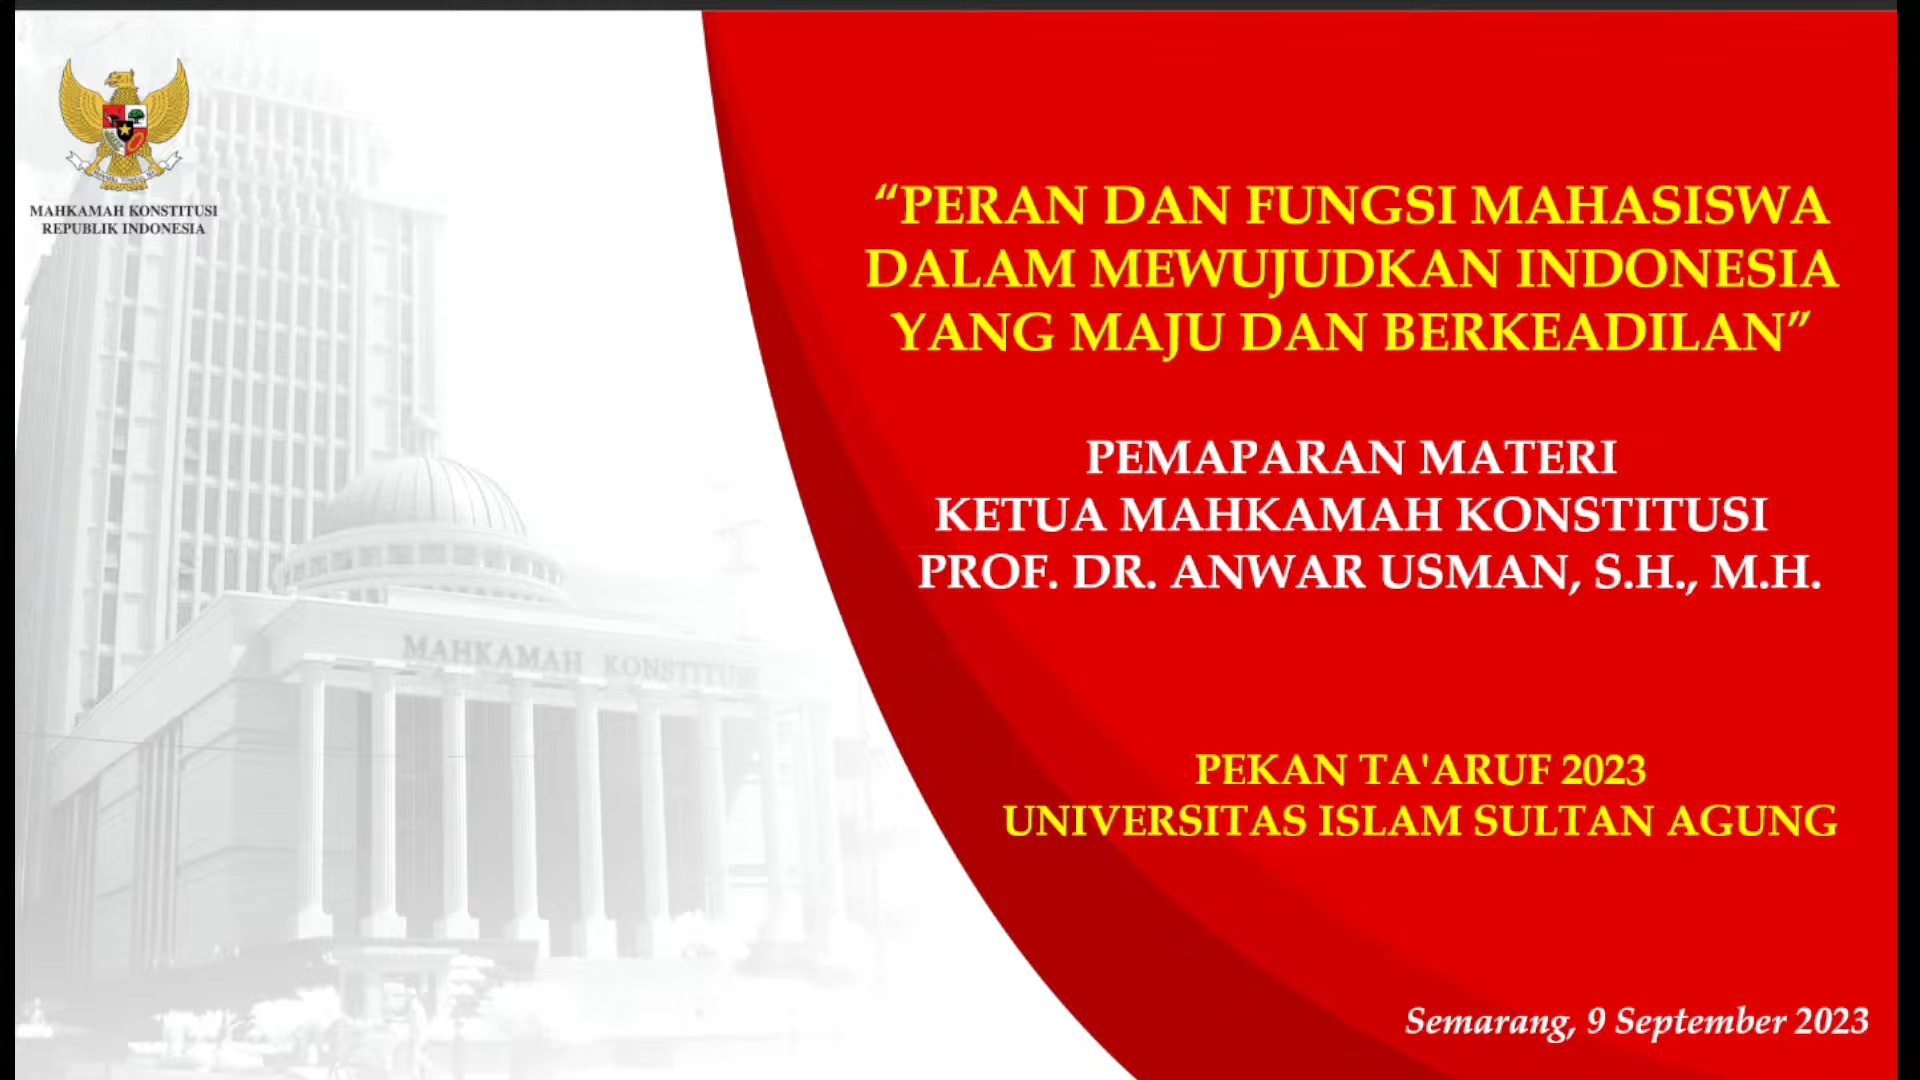 MAHKAMAH KONSTITUSI
REPUBLIK INDONESIA
“PERAN DAN FUNGSI MAHASISWA
DALAM MEWUJUDKAN INDONESIA
YANG MAJU DAN BERKEADILAN”
PEMAPARAN MATERI
KETUA MAHKAMAH KONSTITUSI
PROF. DR. ANWAR USMAN, S.H., M.H.
MAHKAMAH KONSTITUSI
PEKAN TA'ARUF 2023
UNIVERSITAS ISLAM SULTAN AGUNG
Semarang, 9 September 2023